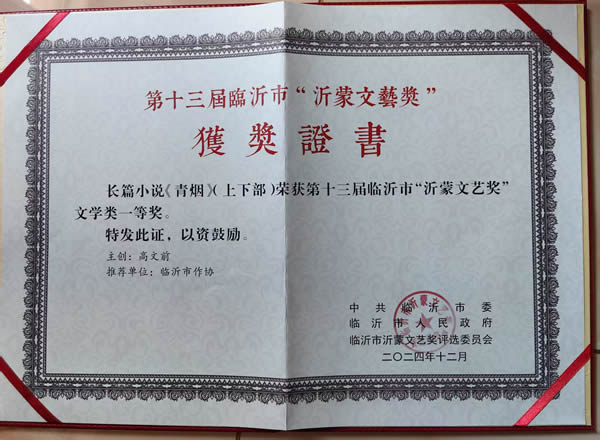 第十三屆臨沂市“沂蒙文藝獎”
獲獎證書
长篇小说《青烟》(上下部)荣获第十三届临沂市“沂蒙文艺奖”
文学类一等奖。
特发此证，以资鼓励。
主创：高文前
推荐单位：临沂市作协
中共临沂市委
临沂市人民政府
临沂市沂蒙文艺奖评选委员会
二〇二四年十二月